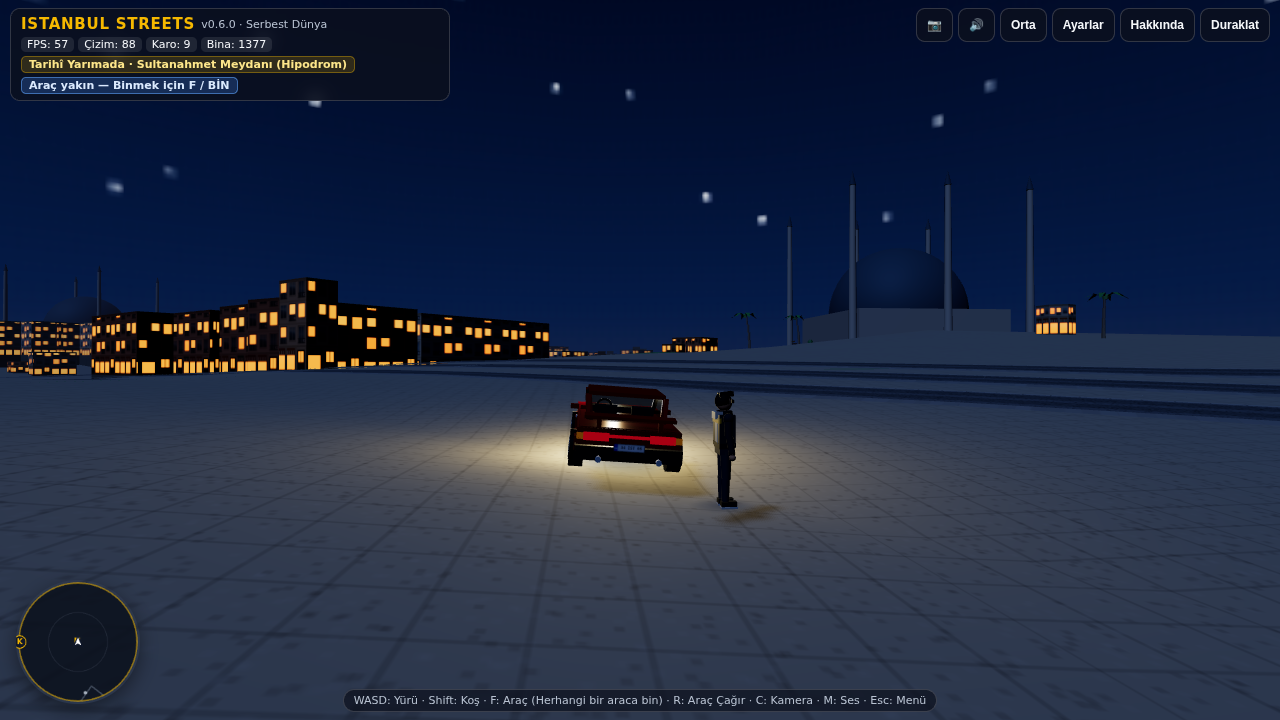 ISTANBUL STREETS v0.6.0 · Serbest Dünya
FPS: 57 Çizim: 88 Karo: 9 Bina: 1377
Tarihî Yarımada · Sultanahmet Meydanı (Hipodrom)
Araç yakın — Binmek için F / BİN
Orta Ayarlar Hakkında Duraklat
K
WASD: Yürü · Shift: Koş · F: Araç (Herhangi bir araca bin) · R: Araç Çağır · C: Kamera · M: Ses · Esc: Menü